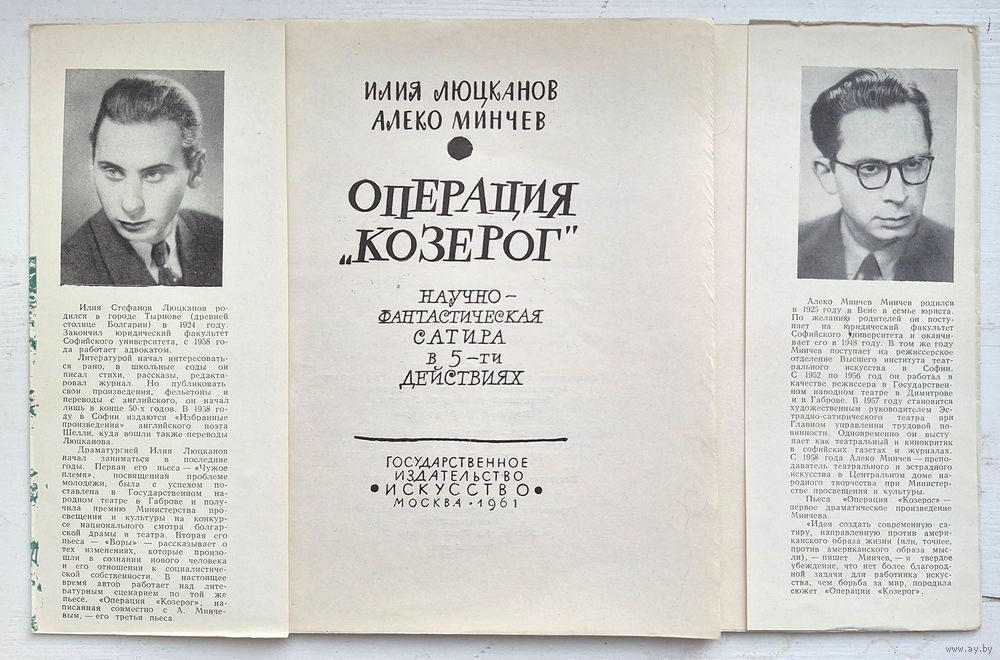 Илия Стефанов Люцканов ро-
дился в городе Тырнове (древней
столице Болгарии) в 1924 году.
Закончил юридический факультет
Софийского университета, с 1958 го-
да работает адвокатом.
Литературой начал интересовать-
ся рано, в школьные годы он
писал стихи, рассказы, редакти-
ровал журнал. Но публиковать
свои произведения, фельетоны и
переводы с английского, он начал
лишь в конце 50-х годов. В 1958 го-
ду в Софии издаются «Избранные
произведения» английского поэта
Шелли, куда вошли также переводы
Люцканова.
Драматургией Илия Люцканов
начал заниматься в последние
годы. Первая его пьеса — «Чужое
племя», посвященная проблеме
молодежи, была с успехом по-
ставлена в Государственном на-
родном театре в Габрове и полу-
чила премию Министерства про-
свещения и культуры на конкур-
се национального смотра болгар-
ской драмы и театра. Вторая его
пьеса — «Воры» — рассказывает о
тех изменениях, которые произо-
шли в сознании нового человека
и его отношении к социалистиче-
ской собственности. В настоящее
время автор работает над лите-
ратурным сценарием по той же
пьесе. «Операция «Козерог», на-
писанная совместно с А. Минче-
вым, — его третья пьеса.
ИЛИЯ ЛЮЦКАНОВ
АЛЕКО МИНЧЕВ
ОПЕРАЦИЯ
„КОЗЕРОГ"
НАУЧНО-
ФАНТАСТИЧЕСКАЯ
САТИРА
В 5-ТИ
ДЕЙСТВИЯХ
ГОСУДАРСТВЕННОЕ
ИЗДАТЕЛЬСТВО
•ИСКУССТВО•
МОСКВА • 1961
Алеко Минчев Минчев родился
в 1925 году в Вене в семье юриста.
По желанию родителей он посту-
пает на юридический факультет
Софийского университета и оканчи-
вает его в 1948 году. В том же году
Минчев поступает на режиссерское
отделение Высшего института теат-
рального искусства в Софии.
С 1952 по 1956 год он работал в
качестве режиссера в Государствен-
ном народном театре в Димитрове
и в Габрове. В 1957 году становится
художественным руководителем Эс-
традно-сатирического театра при
Главном управлении трудовой по-
винности. Одновременно он высту-
пает как театральный и кинокритик
в софийских газетах и журналах.
С 1958 года Алеко Минчев — препо-
даватель театрального и эстрадного
искусства в Центральном доме на-
родного творчества при Министер-
стве просвещения и культуры.
Пьеса «Операция «Козерог» —
первое драматическое произведение
Минчева.
«Идея создать современную са-
тиру, направленную против амери-
канского образа жизни (или, точнее,
против американского образа мыс-
ли), — пишет Минчев, — и твердое
убеждение, что нет более благород-
ной задачи для работника искус-
ства, чем борьба за мир, породила
сюжет «Операции «Козерог».
www.ay.by